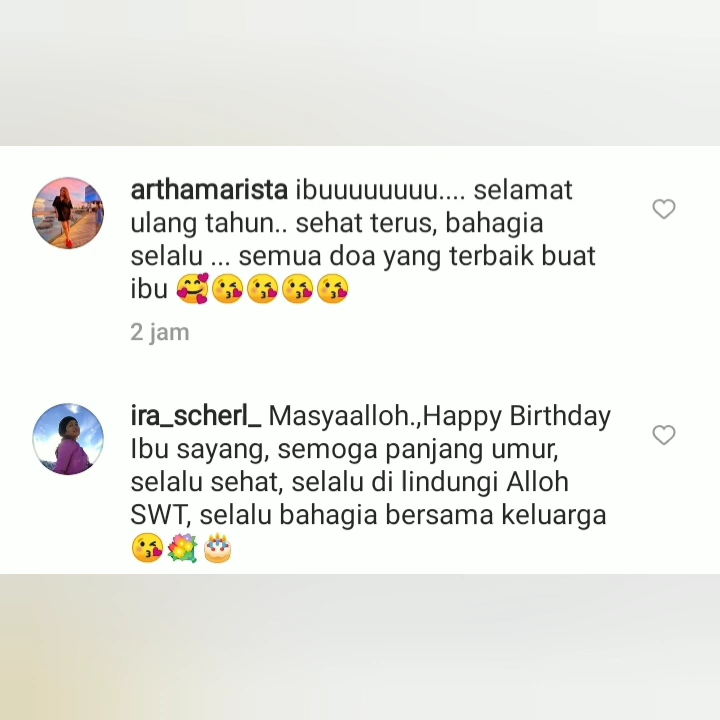 arthamarista ibuuuuuuuu.... selamat
ulang tahun.. sehat terus, bahagia
selalu ... semua doa yang terbaik buat
ibu 🥰😘😘😘😘
2 jam
ira_scherl_ Masyaalloh.,Happy Birthday
Ibu sayang, semoga panjang umur,
selalu sehat, selalu di lindungi Alloh
SWT, selalu bahagia bersama keluarga
😘💐🎂